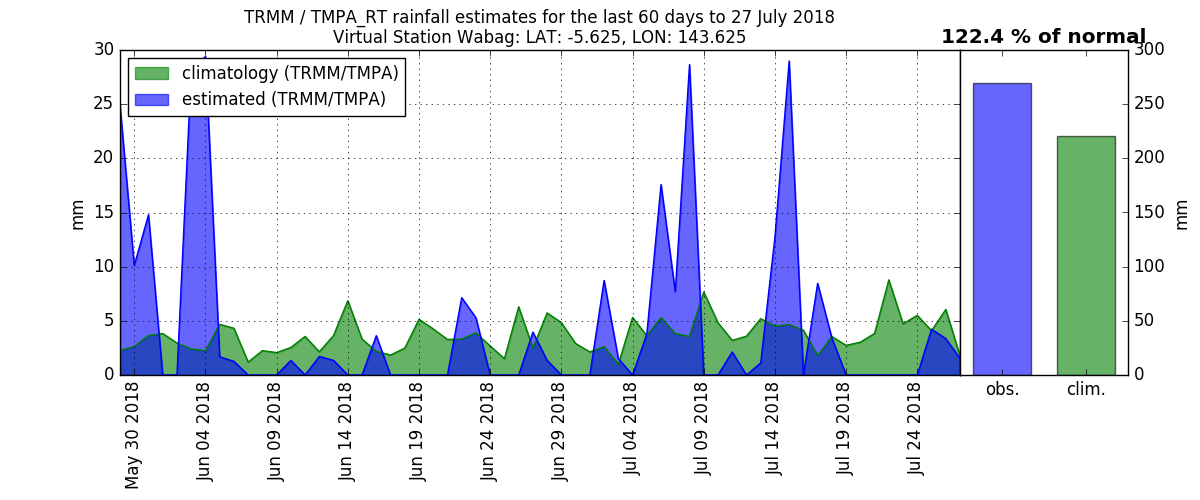 TRMM / TMPA_RT rainfall estimates for the last 60 days to 27 July 2018
Virtual Station Wabag: LAT: -5.625, LON: 143.625
122.4 % of normal
climatology (TRMM/TMPA)
estimated (TRMM/TMPA)
30
25
20
15
10
5
0
mm
May 30 2018
Jun 04 2018
Jun 09 2018
Jun 14 2018
Jun 19 2018
Jun 24 2018
Jun 29 2018
Jul 04 2018
Jul 09 2018
Jul 14 2018
Jul 19 2018
Jul 24 2018
300
250
200
150
100
50
0
mm
obs.
clim.